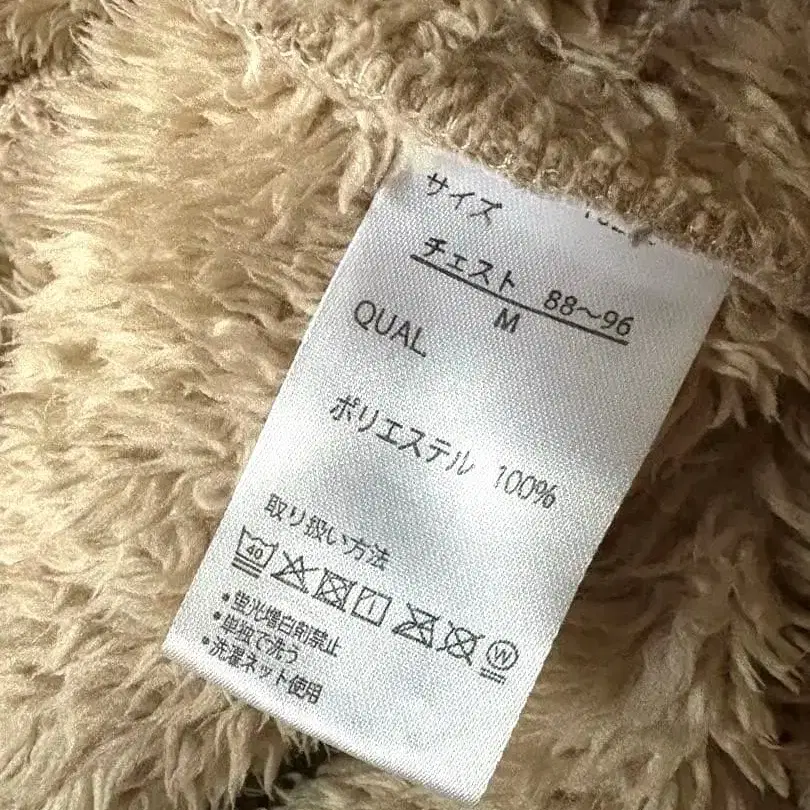 サイズ
チェスト 88～96
M
QUAL
ポリエステル 100%
取り扱い方法
40 W
•蛍光増白剤禁止
•単独で洗う
•洗濯ネット使用